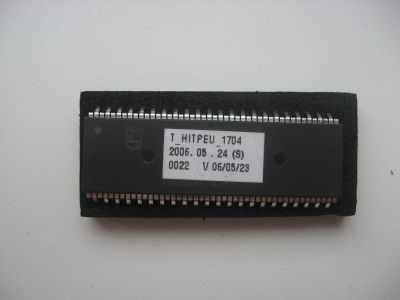 T_HITPEU_1704
2006. 05 . 24 (S)
0022 V 06/05/23